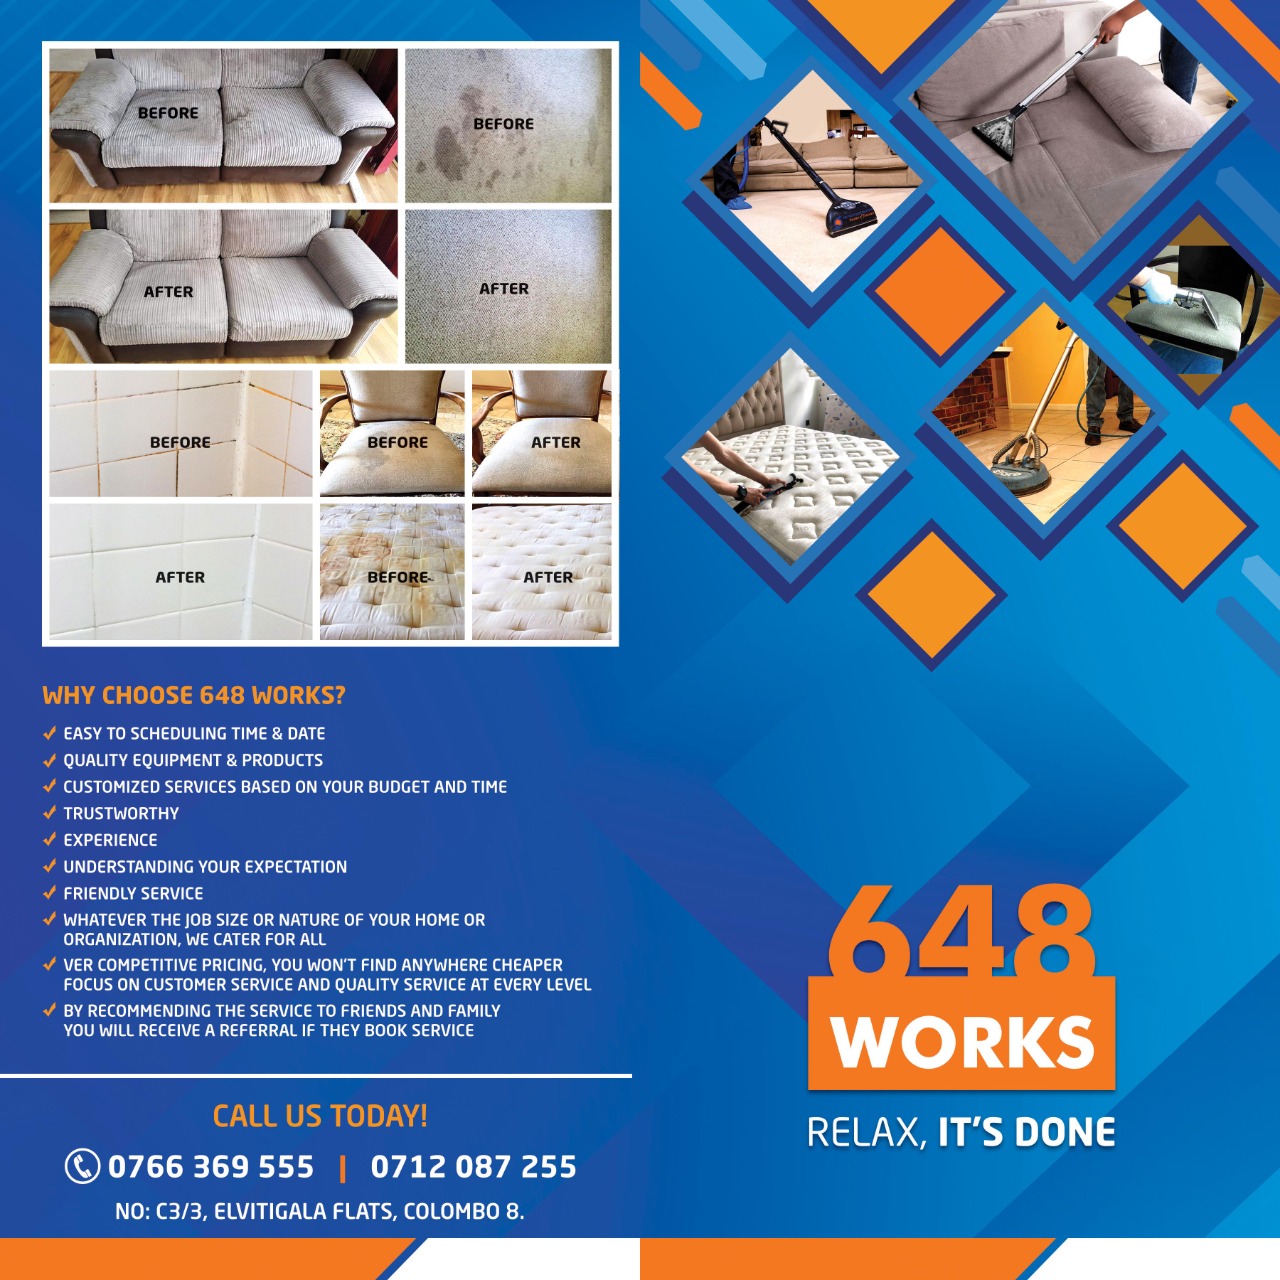 BEFORE
BEFORE
AFTER
AFTER
BEFORE
BEFORE
AFTER
AFTER
BEFORE
AFTER
WHY CHOOSE 648 WORKS?
EASY TO SCHEDULING TIME & DATE
QUALITY EQUIPMENT & PRODUCTS
CUSTOMIZED SERVICES BASED ON YOUR BUDGET AND TIME
TRUSTWORTHY
EXPERIENCE
UNDERSTANDING YOUR EXPECTATION
FRIENDLY SERVICE
WHATEVER THE JOB SIZE OR NATURE OF YOUR HOME OR
ORGANIZATION, WE CATER FOR ALL
VER COMPETITIVE PRICING, YOU WON'T FIND ANYWHERE CHEAPER
FOCUS ON CUSTOMER SERVICE AND QUALITY SERVICE AT EVERY LEVEL
BY RECOMMENDING THE SERVICE TO FRIENDS AND FAMILY
YOU WILL RECEIVE A REFERRAL IF THEY BOOK SERVICE
CALL US TODAY!
0766 369 555 | 0712 087 255
NO: C3/3, ELVITIGALA FLATS, COLOMBO 8.
648
WORKS
RELAX, IT'S DONE